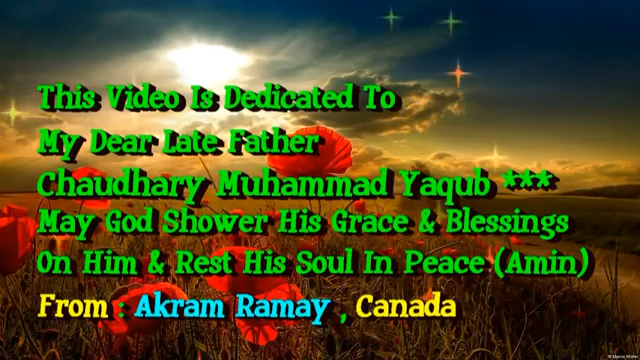 This Video Is Dedicated To
My Dear Late Father
Chaudhary Muhammad Yaqub ***
May God Shower His Grace & Blessings
On Him & Rest His Soul In Peace (Amin)
From : Akram Ramay , Canada